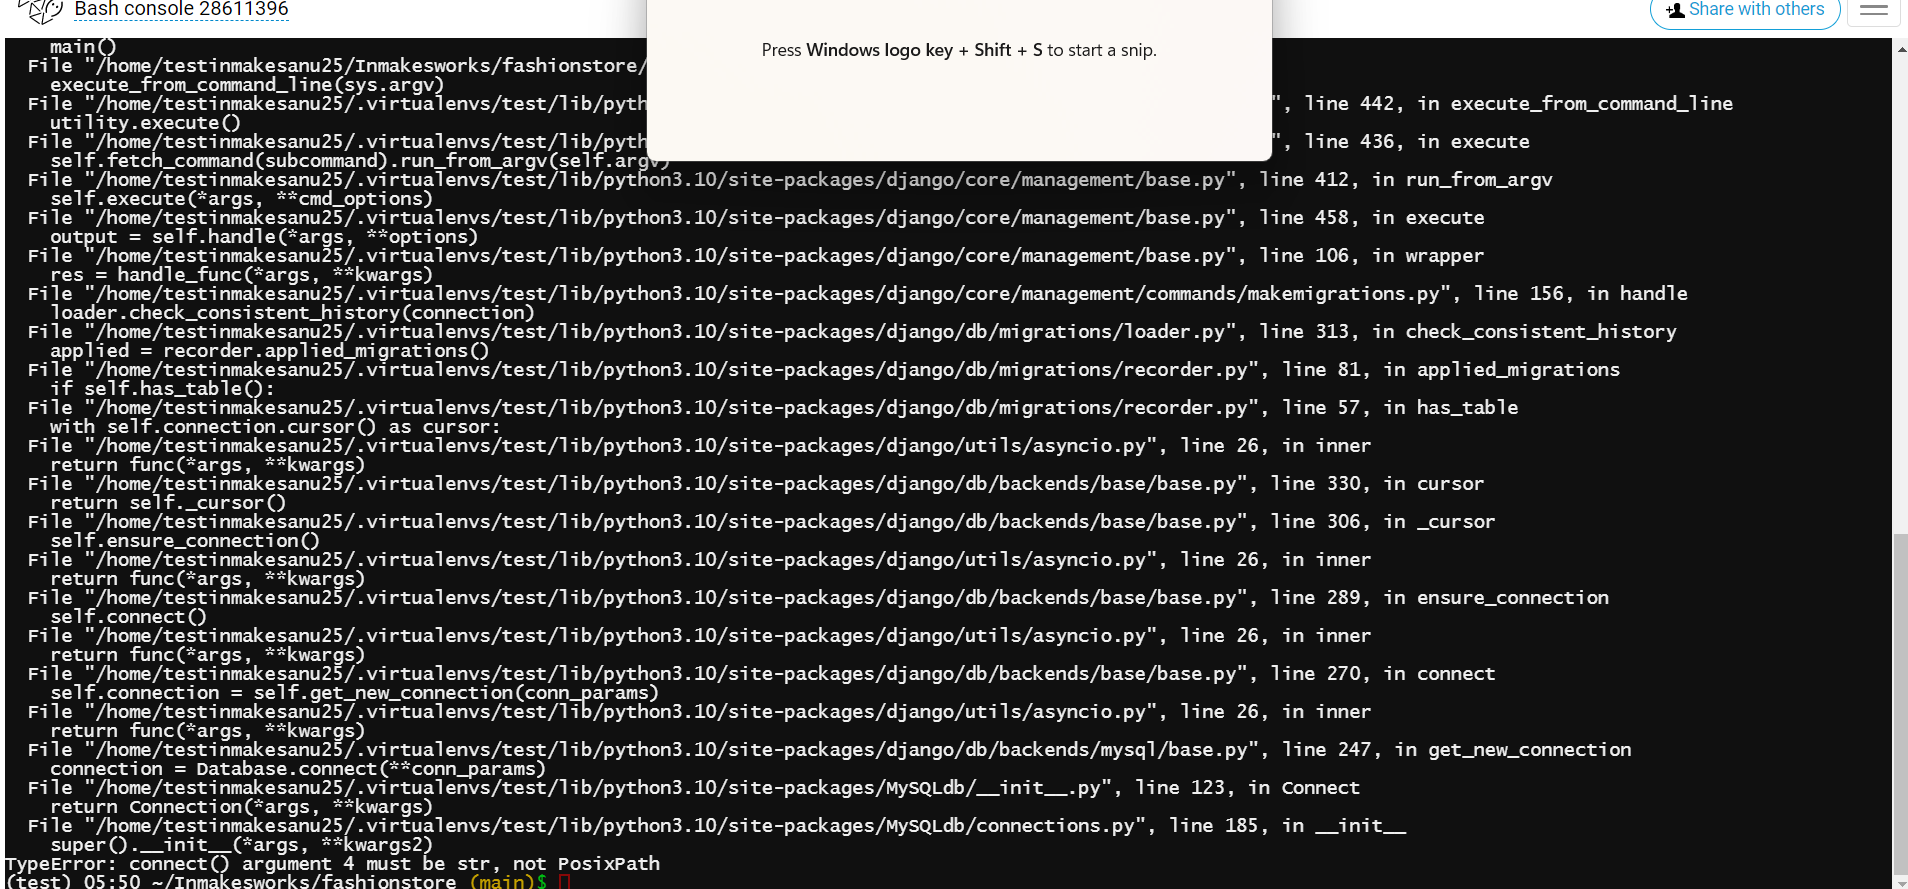 Bash console 28611396
Share with others
Press Windows logo key + Shift + S to start a snip.
main()
File "/home/testinmakesanu25/Inmakesworks/fashionstore/
execute_from_command_line(sys.argv)
File "/home/testinmakesanu25/.virtualenvs/test/lib/pyth ", line 442, in execute_from_command_line
utility.execute()
File "/home/testinmakesanu25/.virtualenvs/test/lib/pyth ", line 436, in execute
self.fetch_command(subcommand).run_from_argv(self.argv)
File "/home/testinmakesanu25/.virtualenvs/test/lib/python3.10/site-packages/django/core/management/base.py", line 412, in run_from_argv
self.execute(*args, **cmd_options)
File "/home/testinmakesanu25/.virtualenvs/test/lib/python3.10/site-packages/django/core/management/base.py", line 458, in execute
output = self.handle(*args, **options)
File "/home/testinmakesanu25/.virtualenvs/test/lib/python3.10/site-packages/django/core/management/base.py", line 106, in wrapper
res = handle_func(*args, **kwargs)
File "/home/testinmakesanu25/.virtualenvs/test/lib/python3.10/site-packages/django/core/management/commands/makemigrations.py", line 156, in handle
loader.check_consistent_history(connection)
File "/home/testinmakesanu25/.virtualenvs/test/lib/python3.10/site-packages/django/db/migrations/loader.py", line 313, in check_consistent_history
applied = recorder.applied_migrations()
File "/home/testinmakesanu25/.virtualenvs/test/lib/python3.10/site-packages/django/db/migrations/recorder.py", line 81, in applied_migrations
if self.has_table():
File "/home/testinmakesanu25/.virtualenvs/test/lib/python3.10/site-packages/django/db/migrations/recorder.py", line 57, in has_table
with self.connection.cursor() as cursor:
File "/home/testinmakesanu25/.virtualenvs/test/lib/python3.10/site-packages/django/utils/asyncio.py", line 26, in inner
return func(*args, **kwargs)
File "/home/testinmakesanu25/.virtualenvs/test/lib/python3.10/site-packages/django/db/backends/base/base.py", line 330, in cursor
return self._cursor()
File "/home/testinmakesanu25/.virtualenvs/test/lib/python3.10/site-packages/django/db/backends/base/base.py", line 306, in _cursor
self.ensure_connection()
File "/home/testinmakesanu25/.virtualenvs/test/lib/python3.10/site-packages/django/utils/asyncio.py", line 26, in inner
return func(*args, **kwargs)
File "/home/testinmakesanu25/.virtualenvs/test/lib/python3.10/site-packages/django/db/backends/base/base.py", line 289, in ensure_connection
self.connect()
File "/home/testinmakesanu25/.virtualenvs/test/lib/python3.10/site-packages/django/utils/asyncio.py", line 26, in inner
return func(*args, **kwargs)
File "/home/testinmakesanu25/.virtualenvs/test/lib/python3.10/site-packages/django/db/backends/base/base.py", line 270, in connect
self.connection = self.get_new_connection(conn_params)
File "/home/testinmakesanu25/.virtualenvs/test/lib/python3.10/site-packages/django/utils/asyncio.py", line 26, in inner
return func(*args, **kwargs)
File "/home/testinmakesanu25/.virtualenvs/test/lib/python3.10/site-packages/django/db/backends/mysql/base.py", line 247, in get_new_connection
connection = Database.connect(**conn_params)
File "/home/testinmakesanu25/.virtualenvs/test/lib/python3.10/site-packages/MySQLdb/__init__.py", line 123, in Connect
return Connection(*args, **kwargs)
File "/home/testinmakesanu25/.virtualenvs/test/lib/python3.10/site-packages/MySQLdb/connections.py", line 185, in __init__
super().__init__(*args, **kwargs2)
TypeError: connect() argument 4 must be str, not PosixPath
(test) 05:50 ~/Inmakesworks/fashionstore (main)$